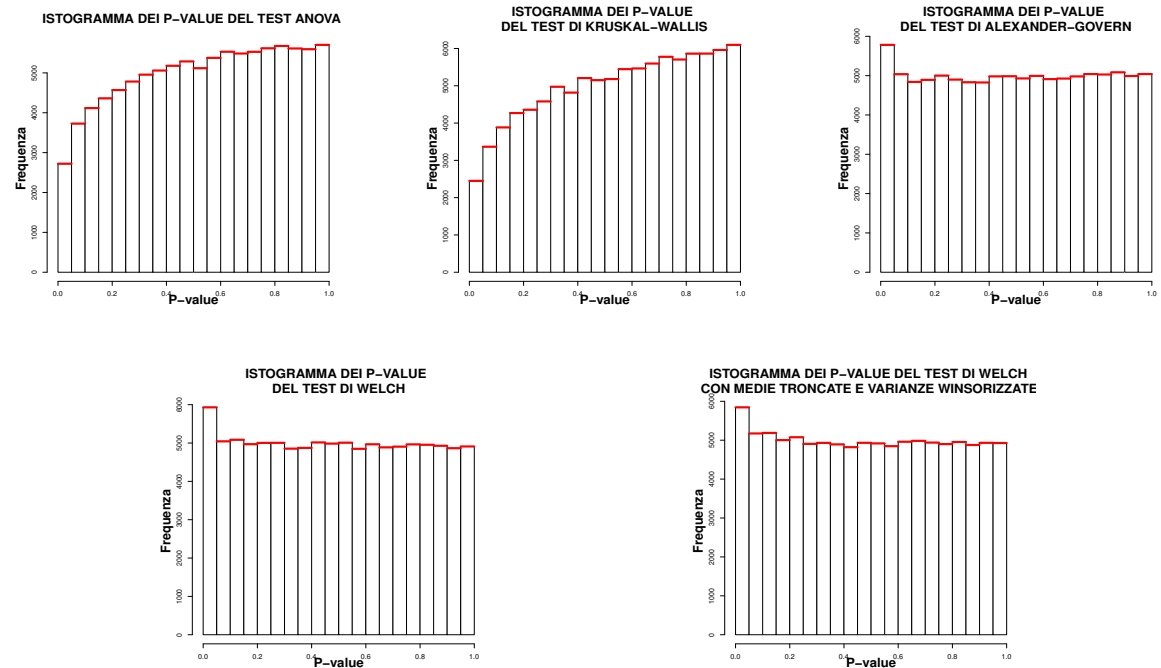 ISTOGRAMMA DEI P−VALUE DEL TEST ANOVA
Frequenza
0 1000 2000 3000 4000 5000
0.0 0.2 0.4 0.6 0.8 1.0
P−value
ISTOGRAMMA DEI P−VALUE
DEL TEST DI KRUSKAL−WALLIS
Frequenza
0 1000 2000 3000 4000 5000 6000
0.0 0.2 0.4 0.6 0.8 1.0
P−value
ISTOGRAMMA DEI P−VALUE
DEL TEST DI ALEXANDER−GOVERN
Frequenza
0 1000 2000 3000 4000 5000 6000
0.0 0.2 0.4 0.6 0.8 1.0
P−value
ISTOGRAMMA DEI P−VALUE
DEL TEST DI WELCH
Frequenza
0 1000 2000 3000 4000 5000 6000
0.0 0.2 0.4 0.6 0.8 1.0
P−value
ISTOGRAMMA DEI P−VALUE DEL TEST DI WELCH
CON MEDIE TRONCATE E VARIANZE WINSORIZZATE
Frequenza
0 1000 2000 3000 4000 5000 6000
0.0 0.2 0.4 0.6 0.8 1.0
P−value